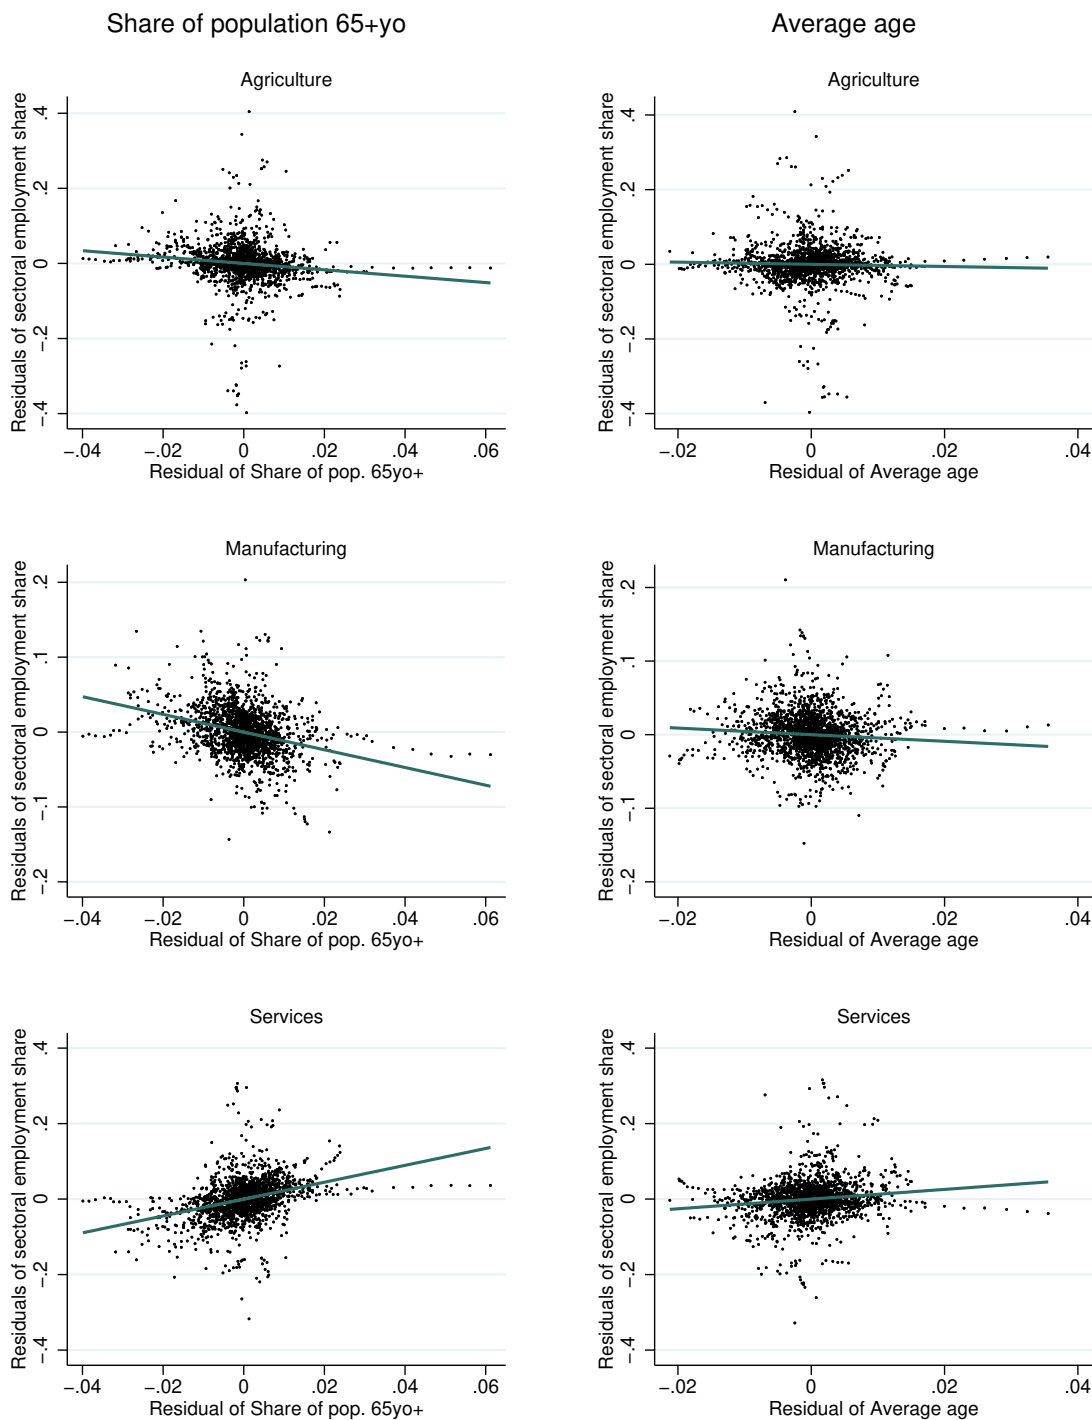 Share of population 65+yo
Average age
Agriculture
Residuals of sectoral employment share
.4
.2
0
−.2
−.4
−.04 −.02 0 .02 .04 .06
Residual of Share of pop. 65yo+
Agriculture
Residuals of sectoral employment share
.4
.2
0
−.2
−.4
−.02 0 .02 .04
Residual of Average age
Manufacturing
Residuals of sectoral employment share
.2
.1
0
−.1
−.2
−.04 −.02 0 .02 .04 .06
Residual of Share of pop. 65yo+
Manufacturing
Residuals of sectoral employment share
.2
.1
0
−.1
−.2
−.02 0 .02 .04
Residual of Average age
Services
Residuals of sectoral employment share
.4
.2
0
−.2
−.4
−.04 −.02 0 .02 .04 .06
Residual of Share of pop. 65yo+
Services
Residuals of sectoral employment share
.4
.2
0
−.2
−.4
−.02 0 .02 .04
Residual of Average age